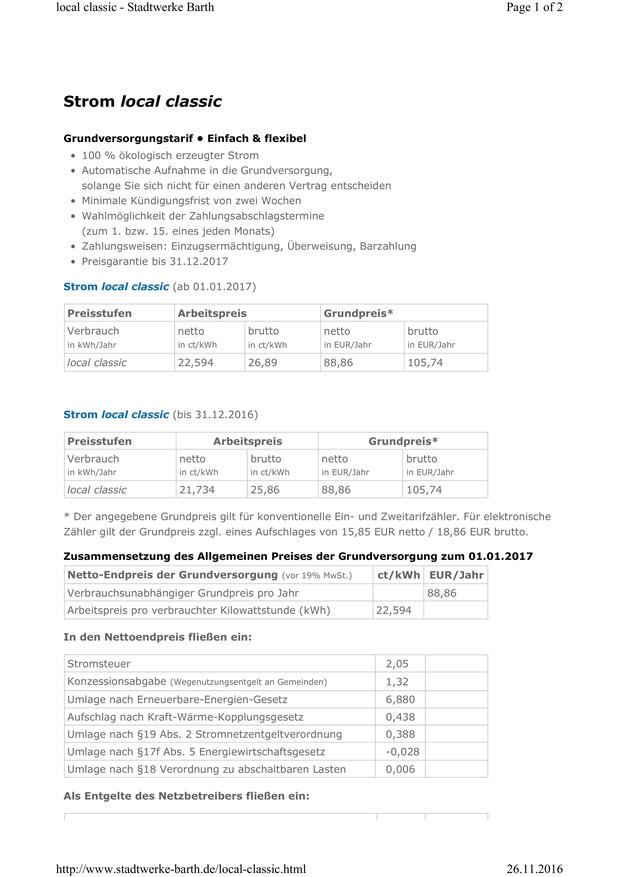 local classic - Stadtwerke Barth Page 1 of 2
Strom local classic
Grundversorgungstarif • Einfach & flexibel
• 100 % ökologisch erzeugter Strom
• Automatische Aufnahme in die Grundversorgung,
solange Sie sich nicht für einen anderen Vertrag entscheiden
• Minimale Kündigungsfrist von zwei Wochen
• Wahlmöglichkeit der Zahlungsabschlagstermine
(zum 1. bzw. 15. eines jeden Monats)
• Zahlungsweisen: Einzugsermächtigung, Überweisung, Barzahlung
• Preisgarantie bis 31.12.2017
Strom local classic (ab 01.01.2017)
Preisstufen Arbeitspreis Grundpreis*
Verbrauch netto brutto netto brutto
in kWh/Jahr in ct/kWh in ct/kWh in EUR/Jahr in EUR/Jahr
local classic 22,594 26,89 88,86 105,74
Strom local classic (bis 31.12.2016)
Preisstufen Arbeitspreis Grundpreis*
Verbrauch netto brutto netto brutto
in kWh/Jahr in ct/kWh in ct/kWh in EUR/Jahr in EUR/Jahr
local classic 21,734 25,86 88,86 105,74
* Der angegebene Grundpreis gilt für konventionelle Ein- und Zweitarifzähler. Für elektronische
Zähler gilt der Grundpreis zzgl. eines Aufschlages von 15,85 EUR netto / 18,86 EUR brutto.
Zusammensetzung des Allgemeinen Preises der Grundversorgung zum 01.01.2017
Netto-Endpreis der Grundversorgung (vor 19% MwSt.) ct/kWh EUR/Jahr
Verbrauchsunabhängiger Grundpreis pro Jahr 88,86
Arbeitspreis pro verbrauchter Kilowattstunde (kWh) 22,594
In den Nettoendpreis fließen ein:
Stromsteuer 2,05
Konzessionsabgabe (Wegenutzungsentgelt an Gemeinden) 1,32
Umlage nach Erneuerbare-Energien-Gesetz 6,880
Aufschlag nach Kraft-Wärme-Kopplungsgesetz 0,438
Umlage nach §19 Abs. 2 Stromnetzentgeltverordnung 0,388
Umlage nach §17f Abs. 5 Energiewirtschaftsgesetz -0,028
Umlage nach §18 Verordnung zu abschaltbaren Lasten 0,006
Als Entgelte des Netzbetreibers fließen ein:
http://www.stadtwerke-barth.de/local-classic.html 26.11.2016